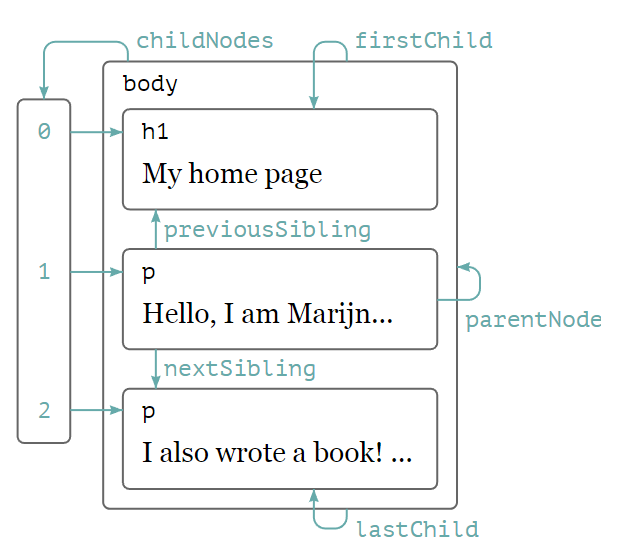 childNodes
firstChild
body
0
h1
My home page
previousSibling
1
p
Hello, I am Marijn...
parentNode
nextSibling
2
p
I also wrote a book! ...
lastChild